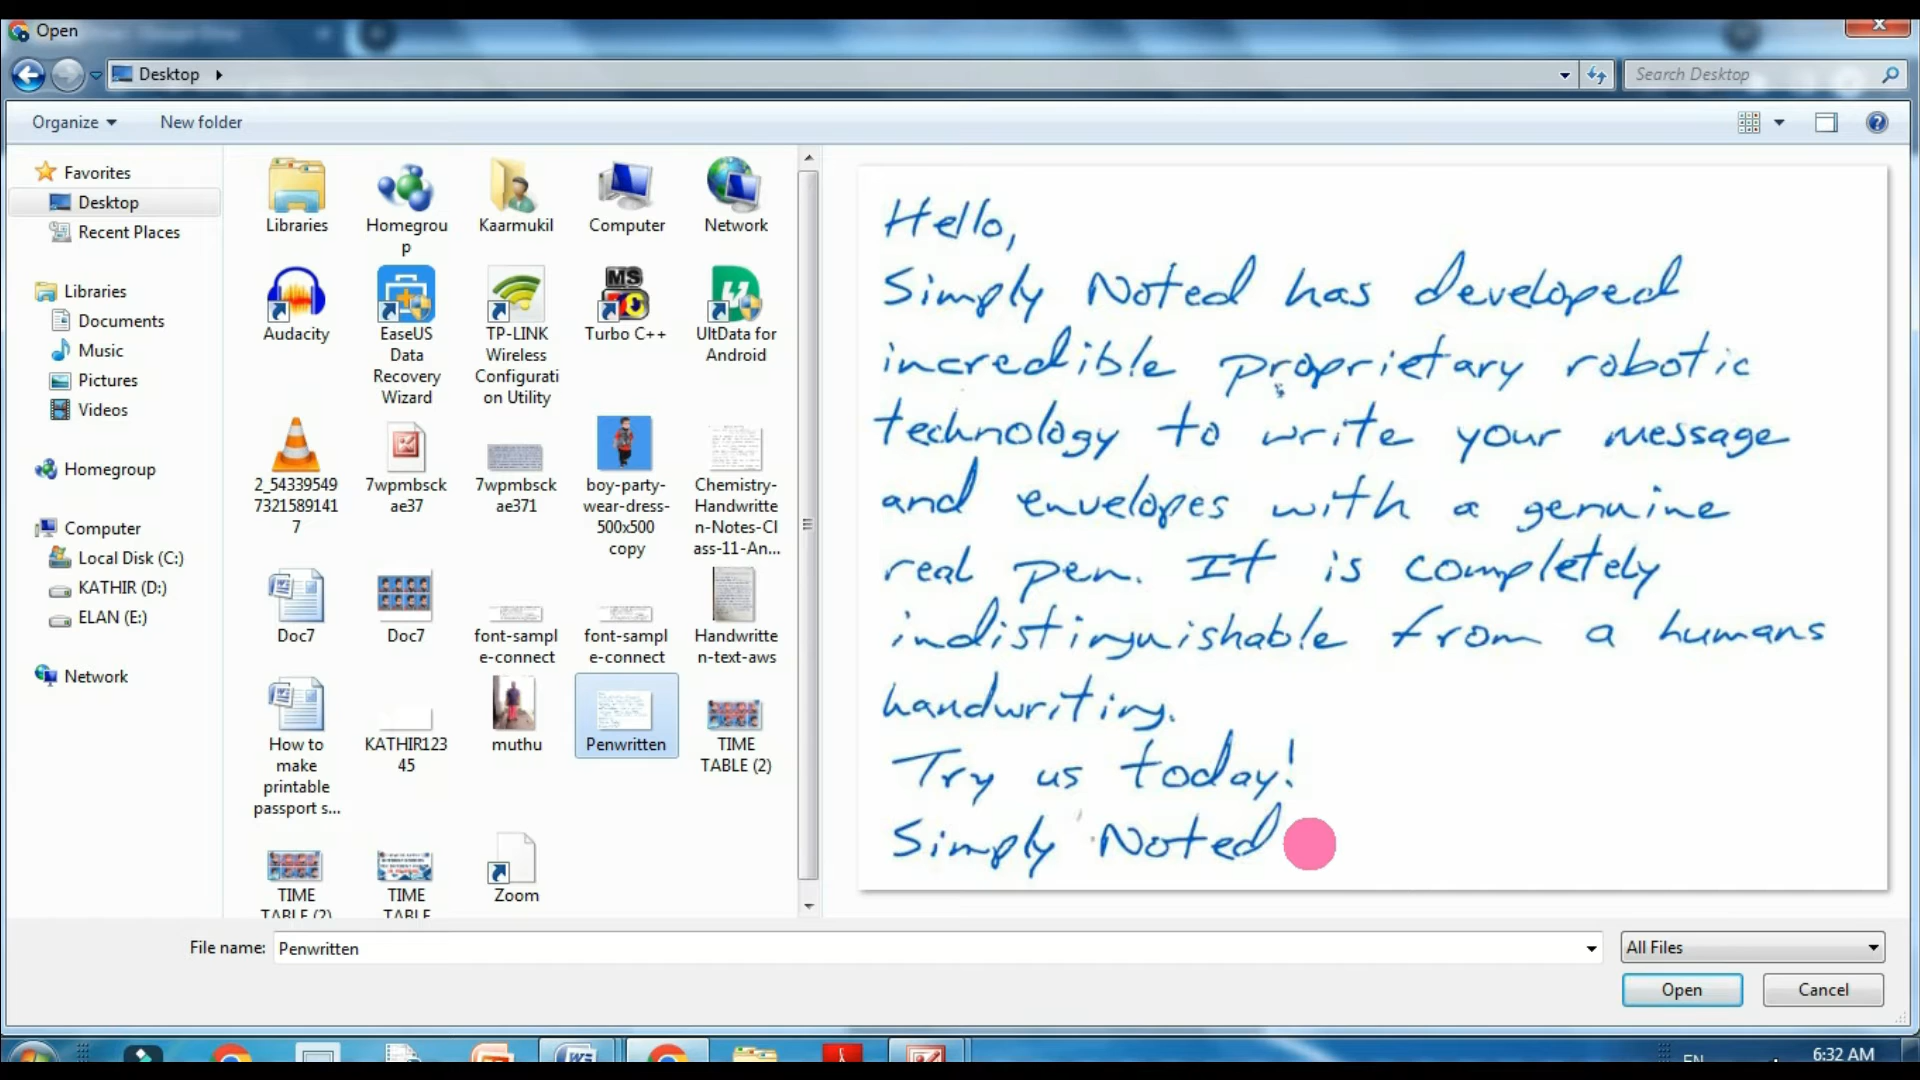 Open
Desktop
Search Desktop
Organize
New folder
Favorites
Desktop
Recent Places
Libraries
Documents
Music
Pictures
Videos
Homegroup
Computer
Local Disk (C:)
KATHIR (D:)
ELAN (E:)
Network
Libraries
Homegrou
p
Kaarmukil
Computer
Network
Audacity
EaseUS
Data
Recovery
Wizard
TP-LINK
Wireless
Configurati
on Utility
MS
Turbo C++
UltData for
Android
2_54339549
7321589141
7
7wpmbsck
ae37
7wpmbsck
ae371
boy-party-
wear-dress-
500x500
copy
Chemistry-
Handwritte
n-Notes-Cl
ass-11-An...
Doc7
Doc7
font-sampl
e-connect
font-sampl
e-connect
Handwritte
n-text-aws
How to
make
printable
passport s...
KATHIR123
45
muthu
Penwritten
TIME
TABLE (2)
TIME
TABLE (2)
TIME
TABLE
Zoom
Hello,
Simply Noted has developed
incredible proprietary robotic
technology to write your message
and envelopes with a genuine
real pen. It is completely
indistinguishable from a humans
handwriting.
Try us today!
Simply Noted
File name:
Penwritten
All Files
Open
Cancel
EN
6:32 AM